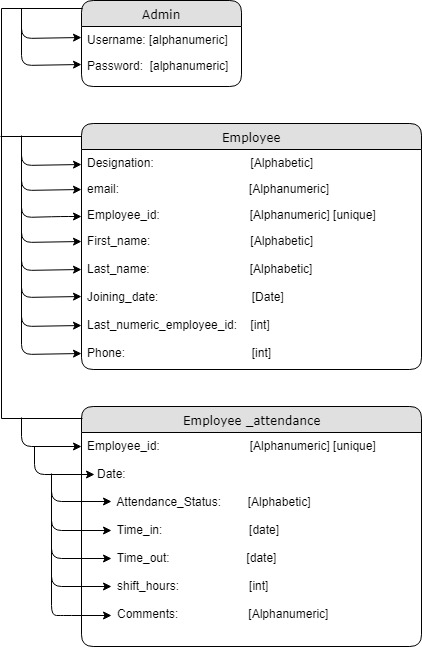 Admin
Username: [alphanumeric]
Password: [alphanumeric]
Employee
Designation: [Alphabetic]
email: [Alphanumeric]
Employee_id: [Alphanumeric] [unique]
First_name: [Alphabetic]
Last_name: [Alphabetic]
Joining_date: [Date]
Last_numeric_employee_id: [int]
Phone: [int]
Employee _attendance
Employee_id: [Alphanumeric] [unique]
Date:
Attendance_Status: [Alphabetic]
Time_in: [date]
Time_out: [date]
shift_hours: [int]
Comments: [Alphanumeric]